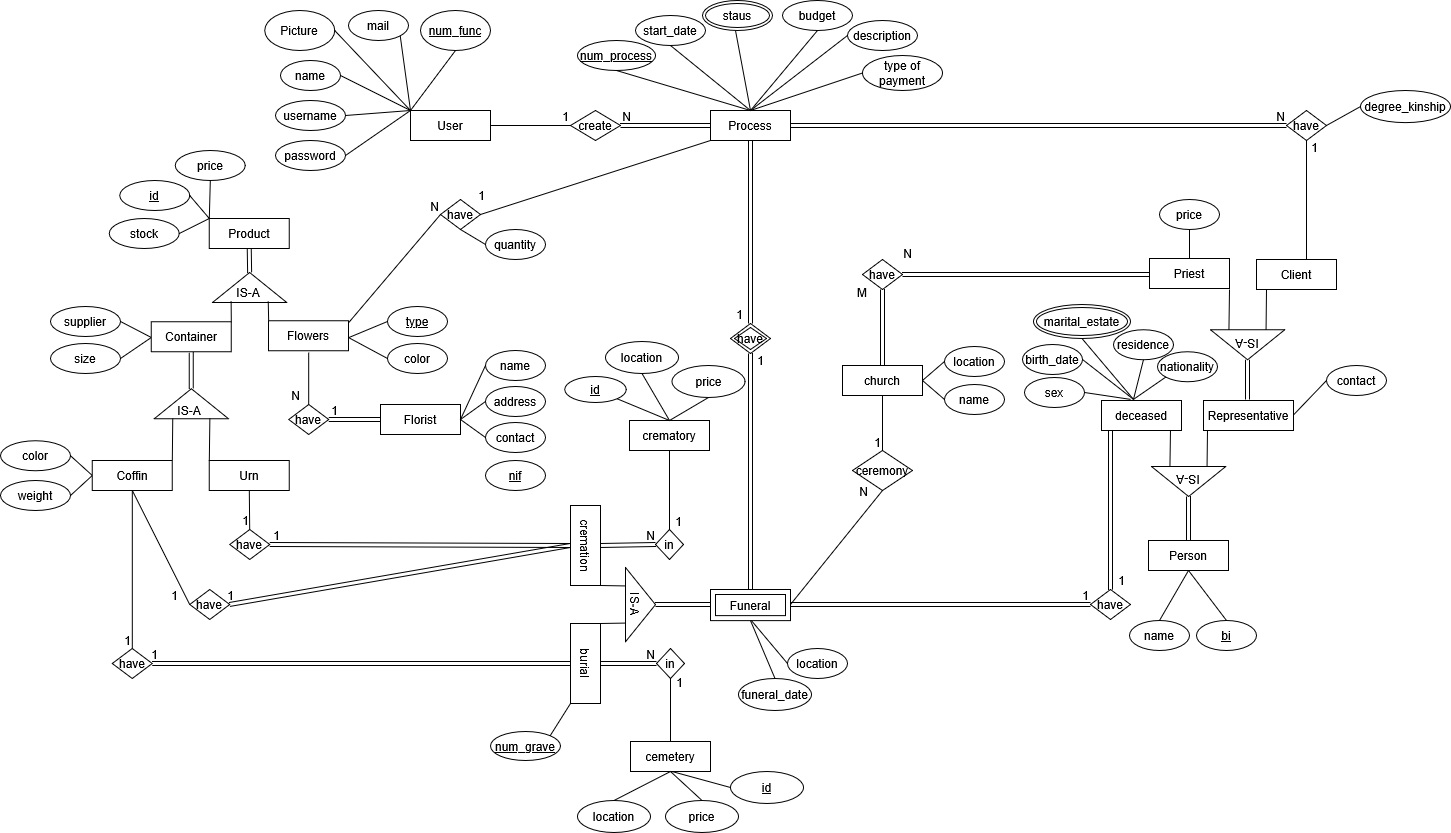 staus
budget
mail
Picture
num_func
start_date
description
num_process
type of
payment
name
degree_kinship
username
1
N
N
User
create
Process
have
password
1
price
id
1
N
have
price
stock
Product
quantity
N
have
Priest
Client
IS-A
M
supplier
type
1
marital_estate
Container
Flowers
have
IS-A
residence
size
color
location
1
birth_date
location
nationality
name
price
church
contact
id
sex
N
address
name
IS-A
1
deceased
Representative
have
Florist
contact
crematory
1
color
ceremony
Coffin
Urn
nif
IS-A
weight
N
1
1
cremation
1
N
have
in
Person
1
1
1
1
have
IS-A
Funeral
have
name
bi
1
1
N
have
burial
in
location
1
funeral_date
num_grave
cemetery
id
location
price